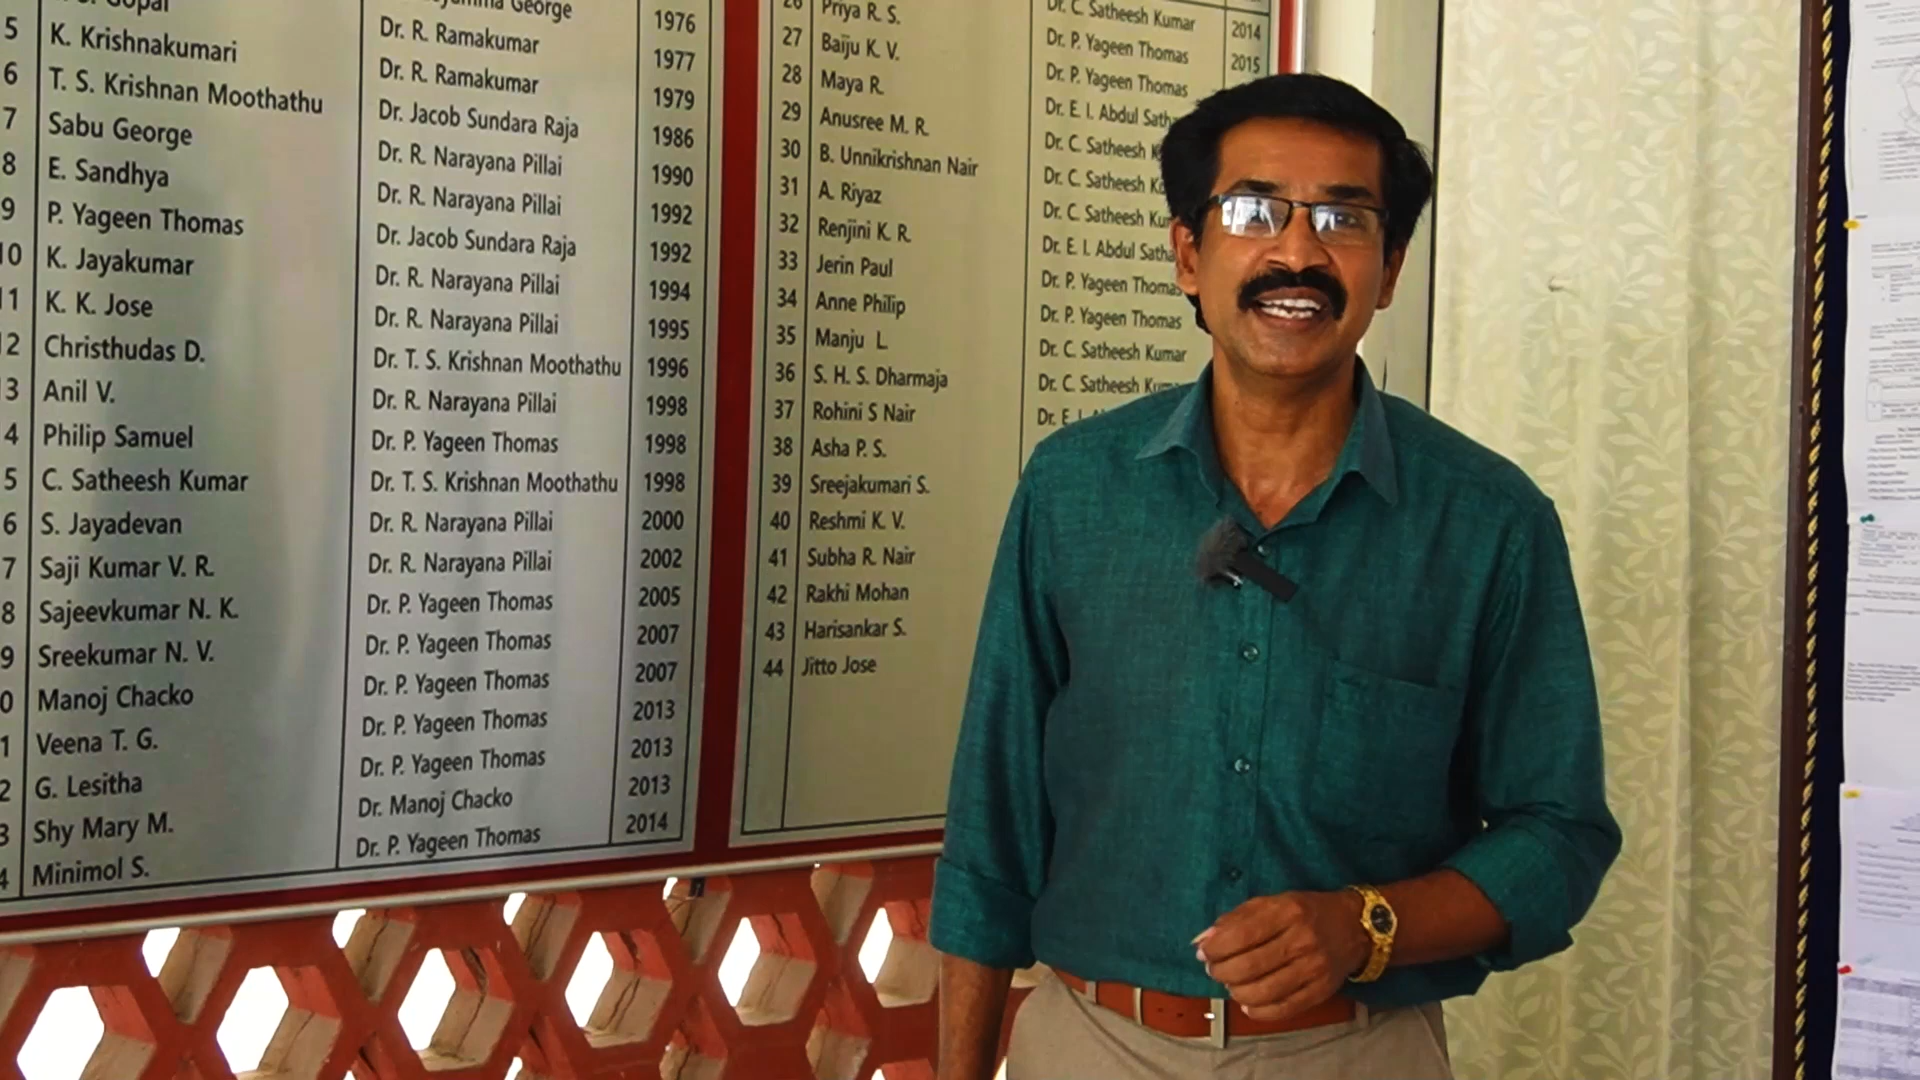 Gopal
5 K. Krishnakumari
6 T. S. Krishnan Moothathu
7 Sabu George
8 E. Sandhya
9 P. Yageen Thomas
10 K. Jayakumar
11 K. K. Jose
12 Christhudas D.
3 Anil V.
4 Philip Samuel
5 C. Satheesh Kumar
6 S. Jayadevan
7 Saji Kumar V. R.
8 Sajeevkumar N. K.
9 Sreekumar N. V.
0 Manoj Chacko
1 Veena T. G.
2 G. Lesitha
3 Shy Mary M.
4 Minimol S.
George 1976
Dr. R. Ramakumar 1977
Dr. R. Ramakumar 1979
Dr. Jacob Sundara Raja 1986
Dr. R. Narayana Pillai 1990
Dr. R. Narayana Pillai 1992
Dr. Jacob Sundara Raja 1992
Dr. R. Narayana Pillai 1994
Dr. R. Narayana Pillai 1995
Dr. T. S. Krishnan Moothathu 1996
Dr. R. Narayana Pillai 1998
Dr. P. Yageen Thomas 1998
Dr. T. S. Krishnan Moothathu 1998
Dr. R. Narayana Pillai 2000
Dr. R. Narayana Pillai 2002
Dr. P. Yageen Thomas 2005
Dr. P. Yageen Thomas 2007
Dr. P. Yageen Thomas 2007
Dr. P. Yageen Thomas 2013
Dr. P. Yageen Thomas 2013
Dr. Manoj Chacko 2013
Dr. P. Yageen Thomas 2014
26 Priya R. S.
27 Baiju K. V.
28 Maya R.
29 Anusree M. R.
30 B. Unnikrishnan Nair
31 A. Riyaz
32 Renjini K. R.
33 Jerin Paul
34 Anne Philip
35 Manju L
36 S. H. S. Dharmaja
37 Rohini S Nair
38 Asha P. S.
39 Sreejakumari S.
40 Reshmi K. V.
41 Subha R. Nair
42 Rakhi Mohan
43 Harisankar S.
44 Jitto Jose
Dr. C. Satheesh Kumar 2014
Dr. P. Yageen Thomas 2015
Dr. P. Yageen Thomas
Dr. E. I. Abdul Satha
Dr. C. Satheesh K
Dr. C. Satheesh K
Dr. C. Satheesh Kum
Dr. E. I. Abdul Satha
Dr. P. Yageen Thomas
Dr. P. Yageen Thomas
Dr. C. Satheesh Kumar
Dr. C. Satheesh Kum
Dr. E. I.